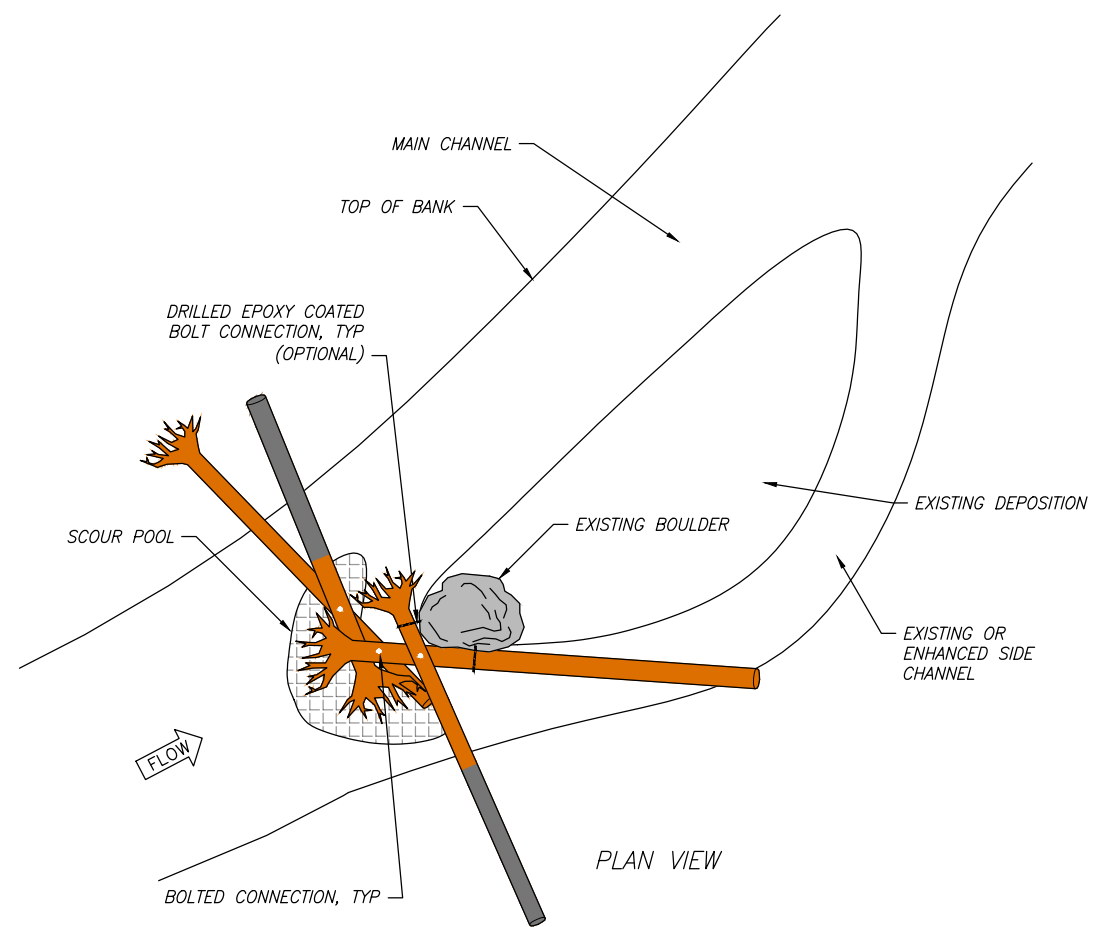 MAIN CHANNEL
TOP OF BANK
DRILLED EPOXY COATED
BOLT CONNECTION, TYP
(OPTIONAL)
EXISTING DEPOSITION
EXISTING BOULDER
SCOUR POOL
EXISTING OR
ENHANCED SIDE
CHANNEL
FLOW
PLAN VIEW
BOLTED CONNECTION, TYP